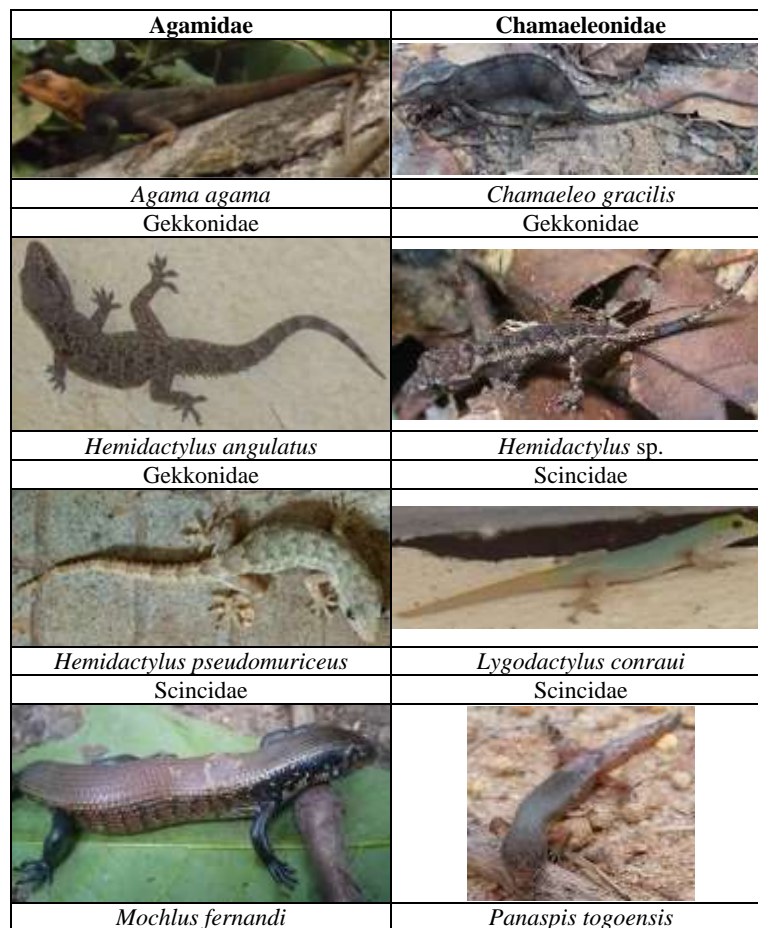 Agamidae Chamaeleonidae
Agama agama Chamaeleo gracilis
Gekkonidae Gekkonidae
Hemidactylus angulatus Hemidactylus sp.
Gekkonidae Scincidae
Hemidactylus pseudomuriceus Lygodactylus conraui
Scincidae Scincidae
Mochlus fernandi Panaspis togoensis